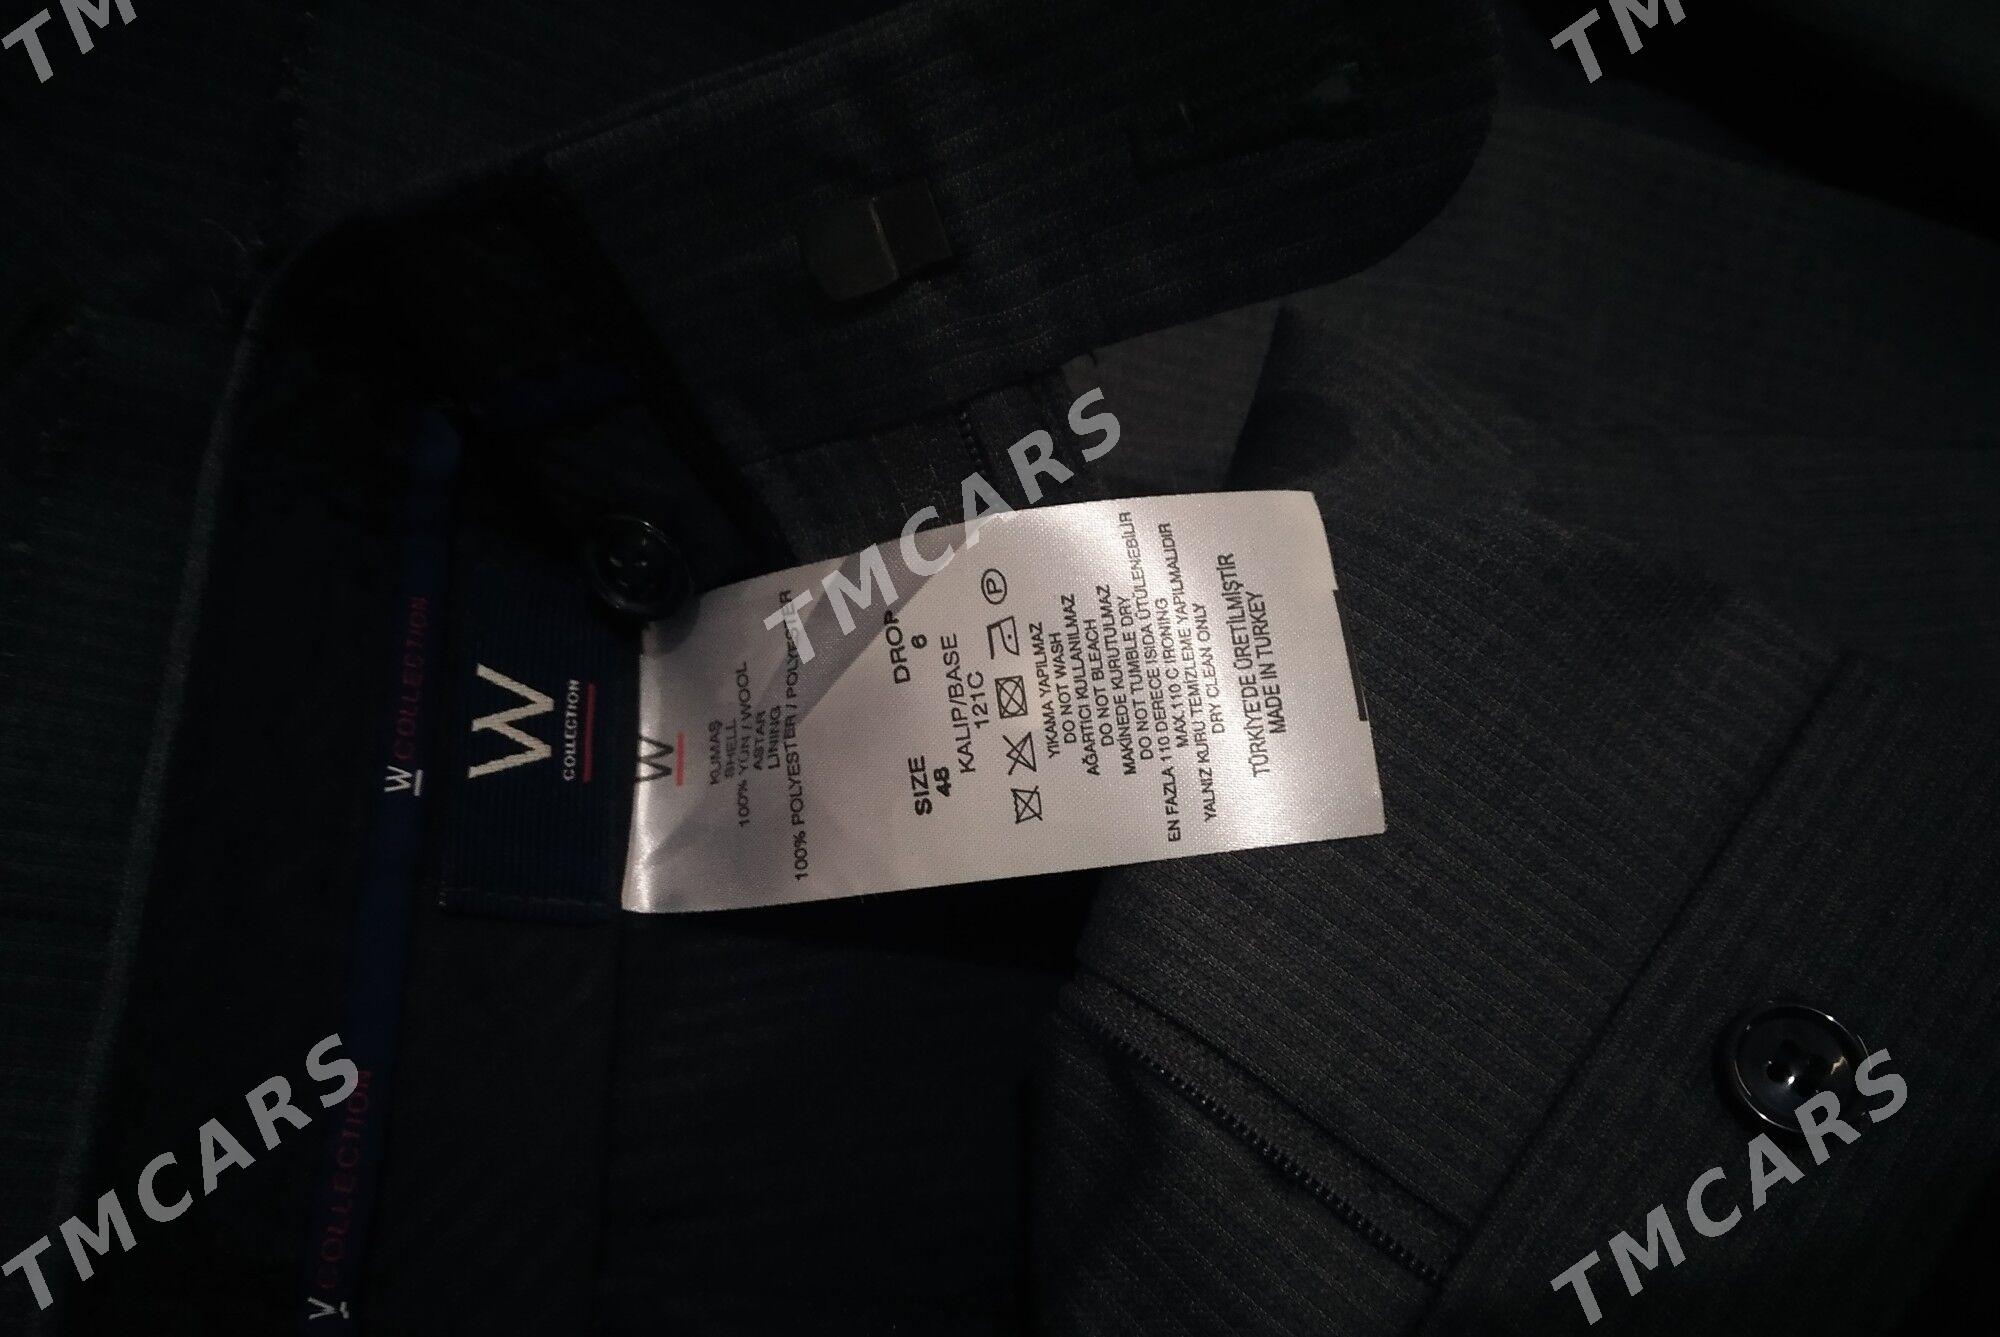 W COLLECTION
W COLLECTION
W
COLLECTION
W
KUMAŞ
SHELL
100% YÜN / WOOL
ASTAR
LINING
100% POLYESTER / POLYESTER
SIZE DROP
48 6
KALIP/BASE
121C
P
YIKAMA YAPILMAZ
DO NOT WASH
AĞARTICI KULLANILMAZ
DO NOT BLEACH
MAKİNEDE KURUTULMAZ
DO NOT TUMBLE DRY
EN FAZLA 110 DERECE ISIDA ÜTÜLENEBİLİR
MAX.110 C IRONING
YALNIZ KURU TEMİZLEME YAPILMALIDIR
DRY CLEAN ONLY
TÜRKİYE'DE ÜRETİLMİŞTİR
MADE IN TURKEY
TMCARS
TMCARS
TMCARS
TM
TM